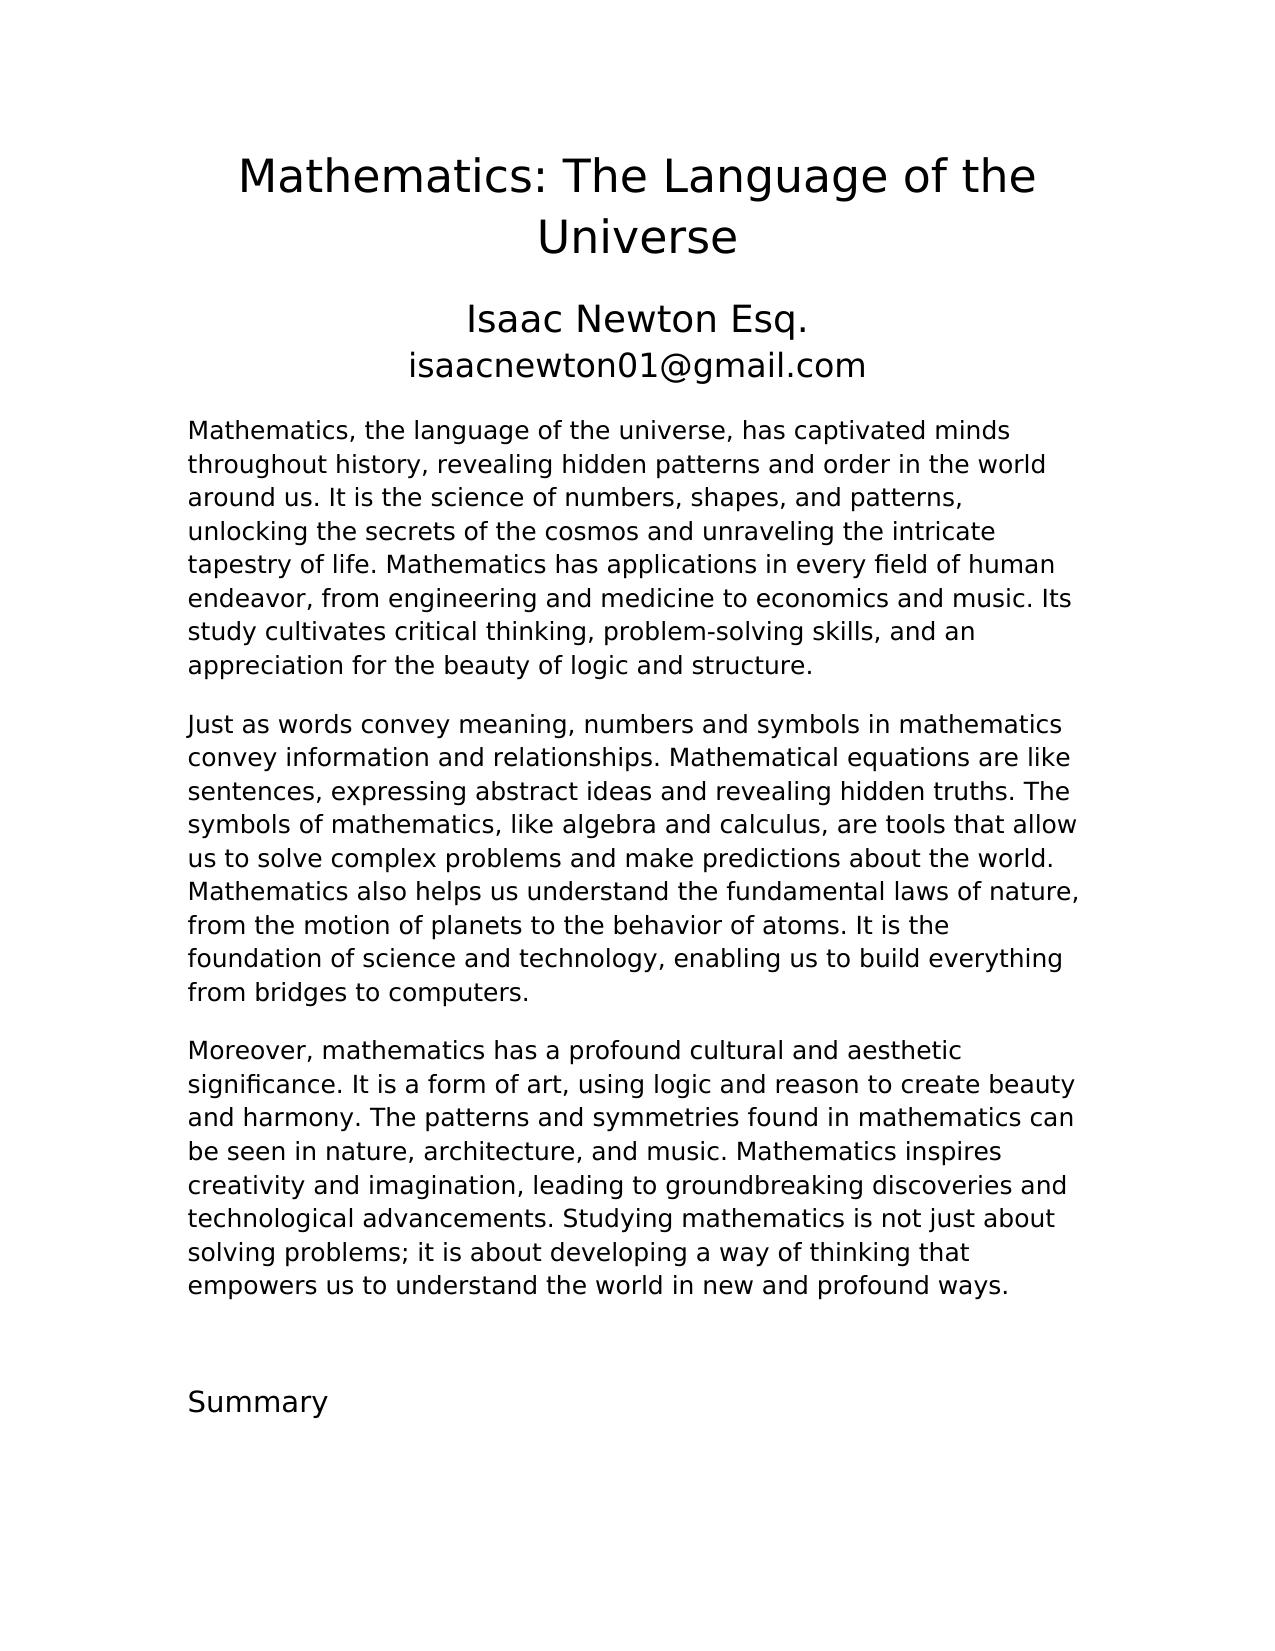 Mathematics: The Language of the
Universe
Isaac Newton Esq.
isaacnewton01@gmail.com
Mathematics, the language of the universe, has captivated minds
throughout history, revealing hidden patterns and order in the world
around us. It is the science of numbers, shapes, and patterns,
unlocking the secrets of the cosmos and unraveling the intricate
tapestry of life. Mathematics has applications in every field of human
endeavor, from engineering and medicine to economics and music. Its
study cultivates critical thinking, problem-solving skills, and an
appreciation for the beauty of logic and structure.
Just as words convey meaning, numbers and symbols in mathematics
convey information and relationships. Mathematical equations are like
sentences, expressing abstract ideas and revealing hidden truths. The
symbols of mathematics, like algebra and calculus, are tools that allow
us to solve complex problems and make predictions about the world.
Mathematics also helps us understand the fundamental laws of nature,
from the motion of planets to the behavior of atoms. It is the
foundation of science and technology, enabling us to build everything
from bridges to computers.
Moreover, mathematics has a profound cultural and aesthetic
significance. It is a form of art, using logic and reason to create beauty
and harmony. The patterns and symmetries found in mathematics can
be seen in nature, architecture, and music. Mathematics inspires
creativity and imagination, leading to groundbreaking discoveries and
technological advancements. Studying mathematics is not just about
solving problems; it is about developing a way of thinking that
empowers us to understand the world in new and profound ways.
Summary